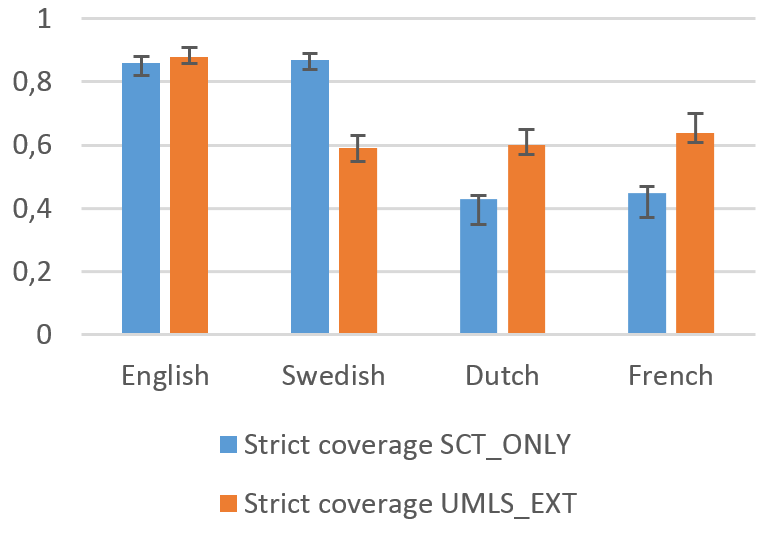 1
0,8
0,6
0,4
0,2
0
English Swedish Dutch French
Strict coverage SCT_ONLY
Strict coverage UMLS_EXT